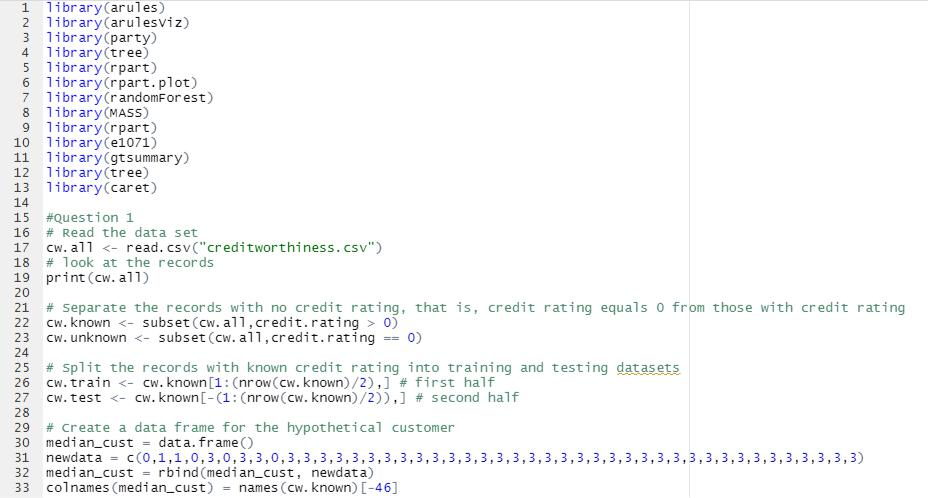 1 library(arules)
2 library(arulesViz)
3 library(party)
4 library(tree)
5 library(rpart)
6 library(rpart.plot)
7 library(randomForest)
8 library(MASS)
9 library(rpart)
10 library(e1071)
11 library(gtsummary)
12 library(tree)
13 library(caret)
14
15 #Question 1
16 # Read the data set
17 cw.all <- read.csv("creditworthiness.csv")
18 # look at the records
19 print(cw.all)
20
21 # Separate the records with no credit rating, that is, credit rating equals 0 from those with credit rating
22 cw.known <- subset(cw.all,credit.rating > 0)
23 cw.unknown <- subset(cw.all,credit.rating == 0)
24
25 # Split the records with known credit rating into training and testing datasets
26 cw.train <- cw.known[1:(nrow(cw.known)/2),] # first half
27 cw.test <- cw.known[-(1:(nrow(cw.known)/2)),] # second half
28
29 # Create a data frame for the hypothetical customer
30 median_cust = data.frame()
31 newdata = c(0,1,1,0,3,0,3,3,0,3,3,3,3,3,3,3,3,3,3,3,3,3,3,3,3,3,3,3,3,3,3,3,3,3,3,3,3,3,3,3,3,3,3,3,3)
32 median_cust = rbind(median_cust, newdata)
33 colnames(median_cust) = names(cw.known)[-46]